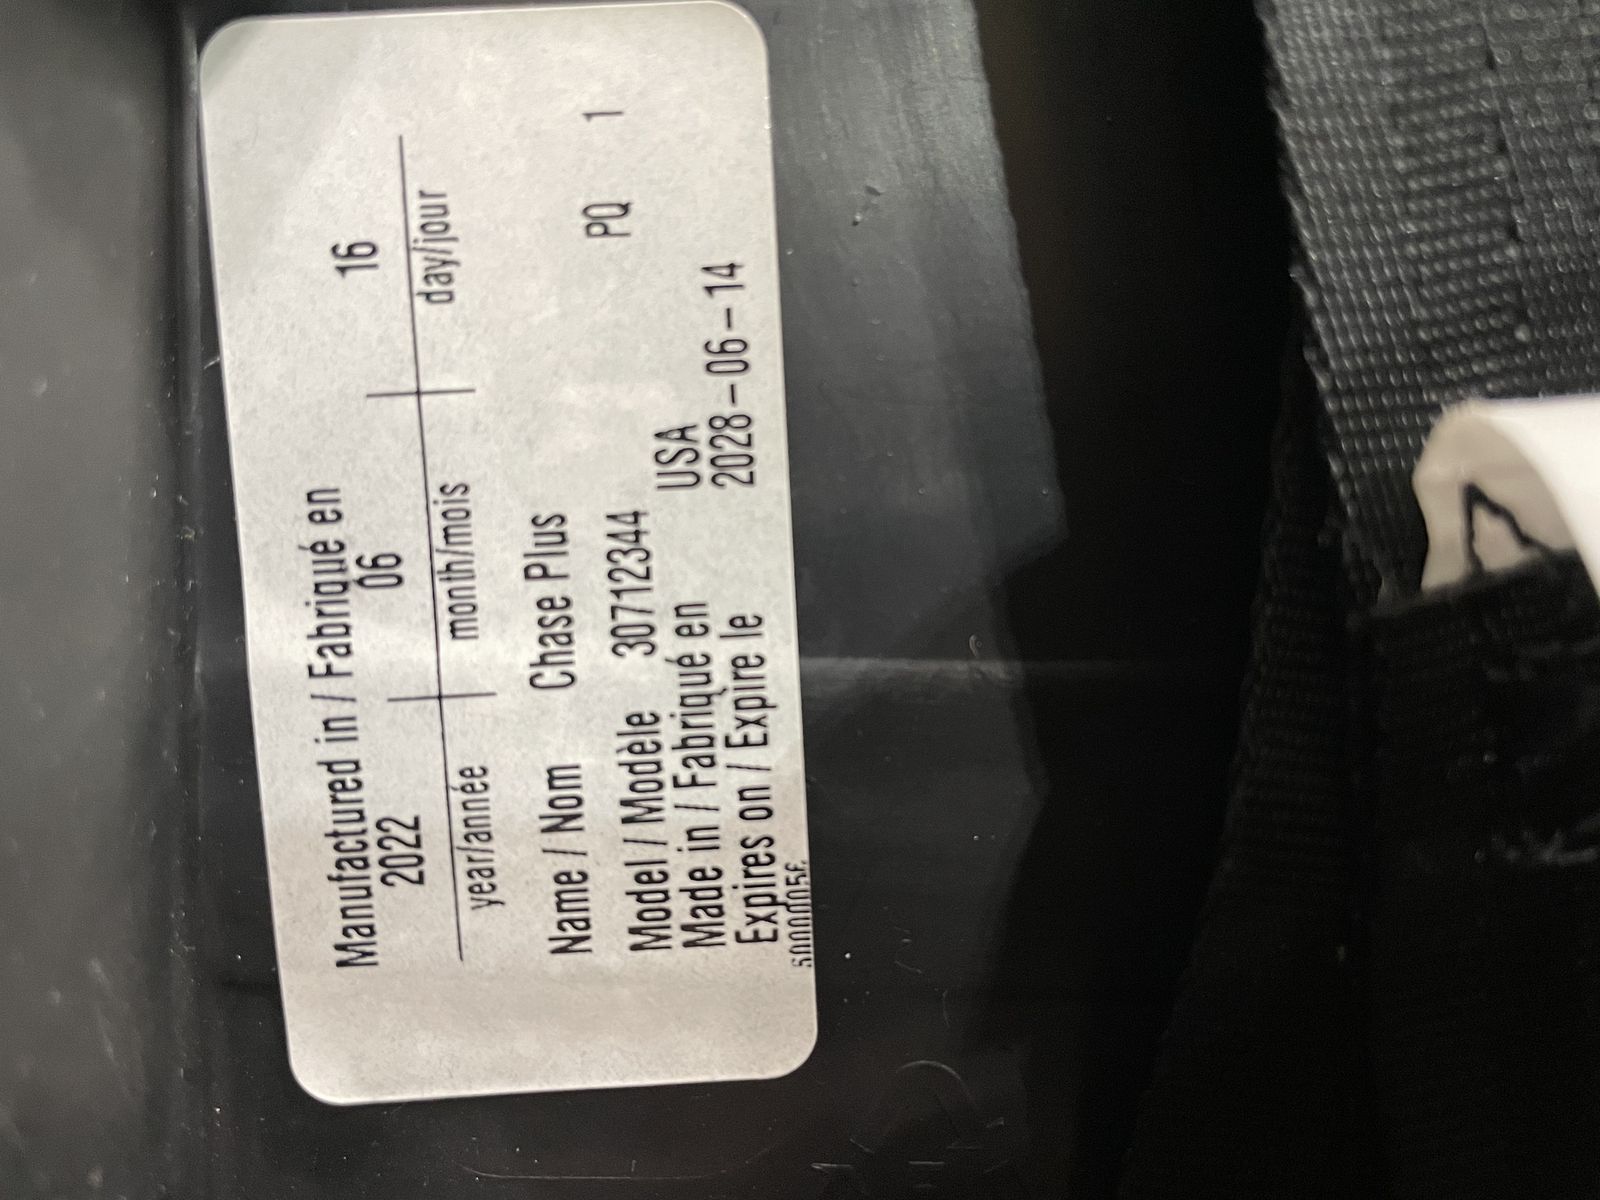 Manufactured in / Fabriqué en
2022 06 16
year/année month/mois day/jour
Name / Nom Chase Plus
Model / Modèle 30712344 PQ 1
Made in / Fabriqué en USA
Expires on / Expire le 2028-06-14